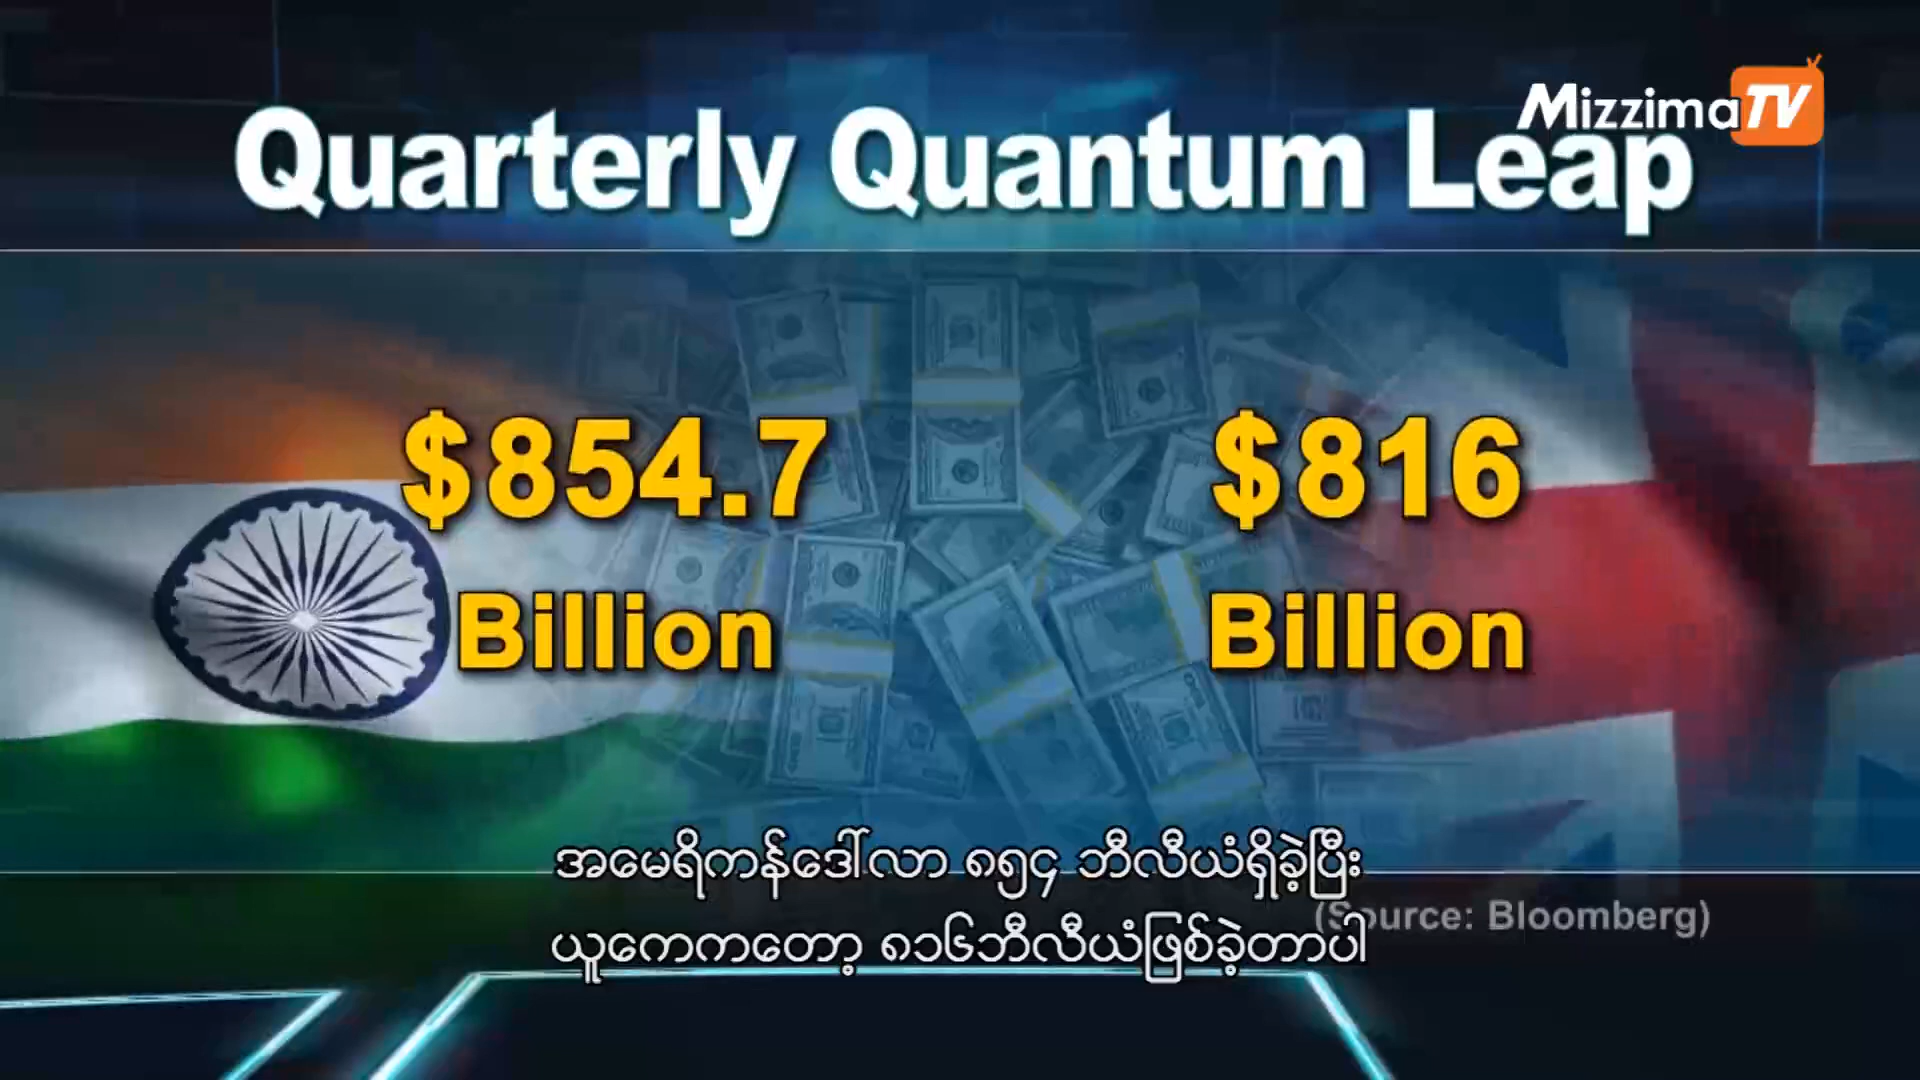 Mizzima TV
Quarterly Quantum Leap
$854.7
Billion
$816
Billion
အမေရိကန်ဒေါ်လာ ၈၅၄ ဘီလီယံရှိခဲ့ပြီး
(Source: Bloomberg)
ယူကေကတော့ ၈၁၆ဘီလီယံဖြစ်ခဲ့တာပါ